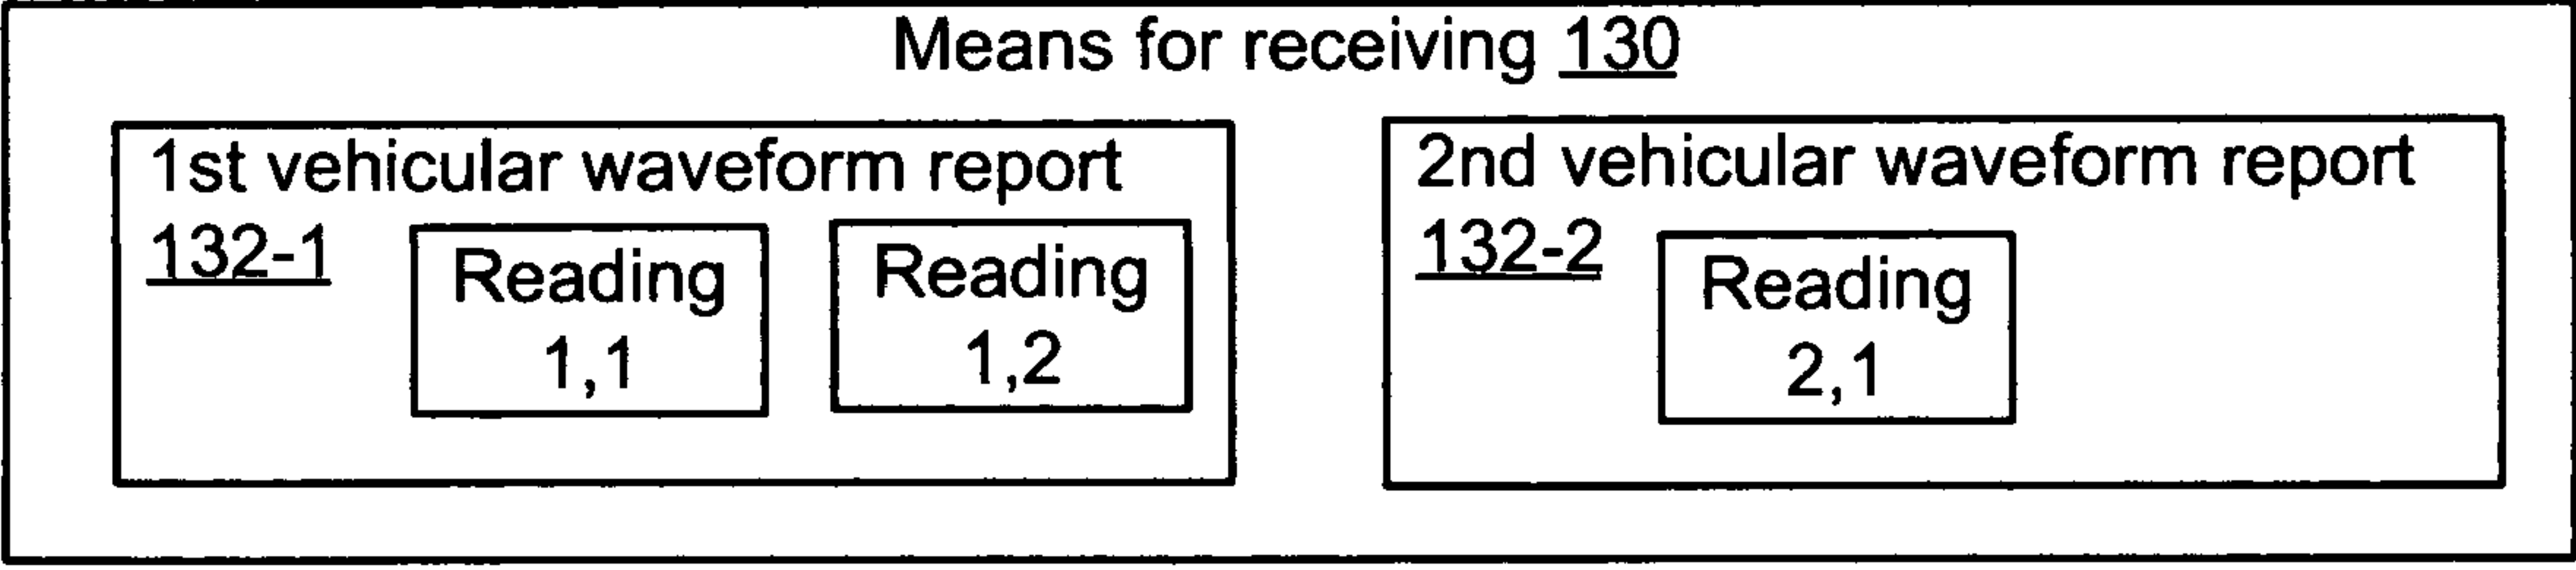 Means for receiving 130
1st vehicular waveform report
132-1
Reading
1,1
Reading
1,2
2nd vehicular waveform report
132-2
Reading
2,1